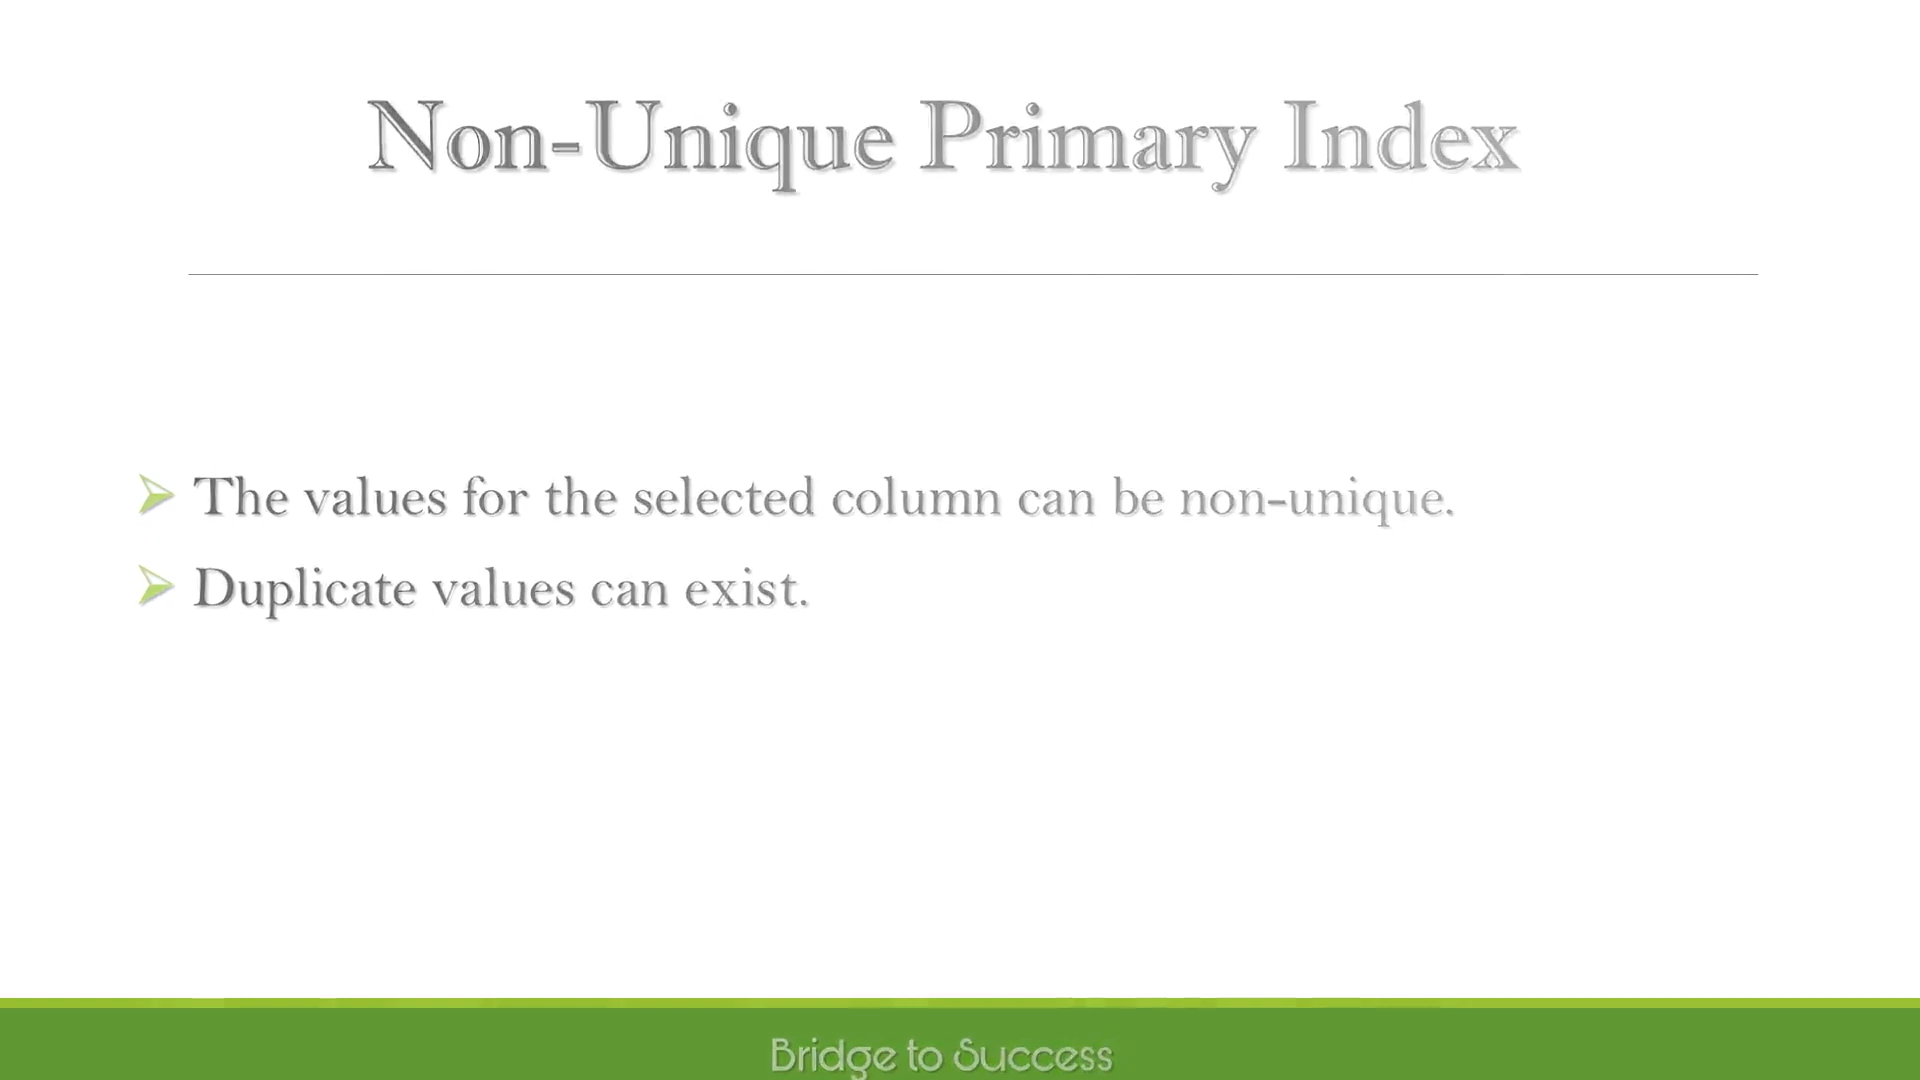 Non-Unique Primary Index
The values for the selected column can be non-unique.
Duplicate values can exist.
Bridge to Success